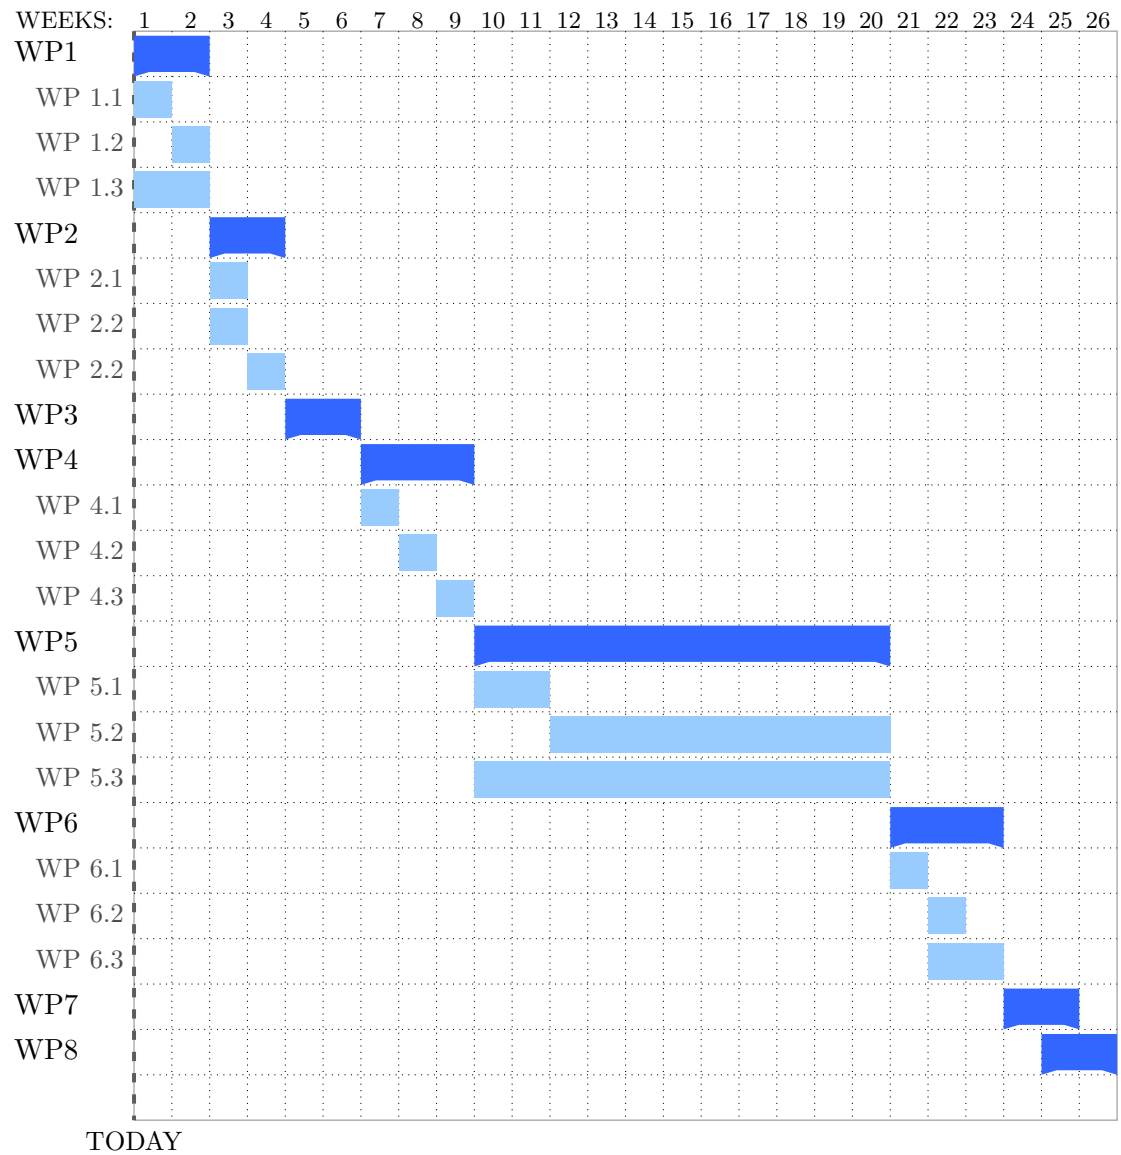 WEEKS: 1 2 3 4 5 6 7 8 9 10 11 12 13 14 15 16 17 18 19 20 21 22 23 24 25 26
WP1
WP 1.1
WP 1.2
WP 1.3
WP2
WP 2.1
WP 2.2
WP 2.2
WP3
WP4
WP 4.1
WP 4.2
WP 4.3
WP5
WP 5.1
WP 5.2
WP 5.3
WP6
WP 6.1
WP 6.2
WP 6.3
WP7
WP8
TODAY